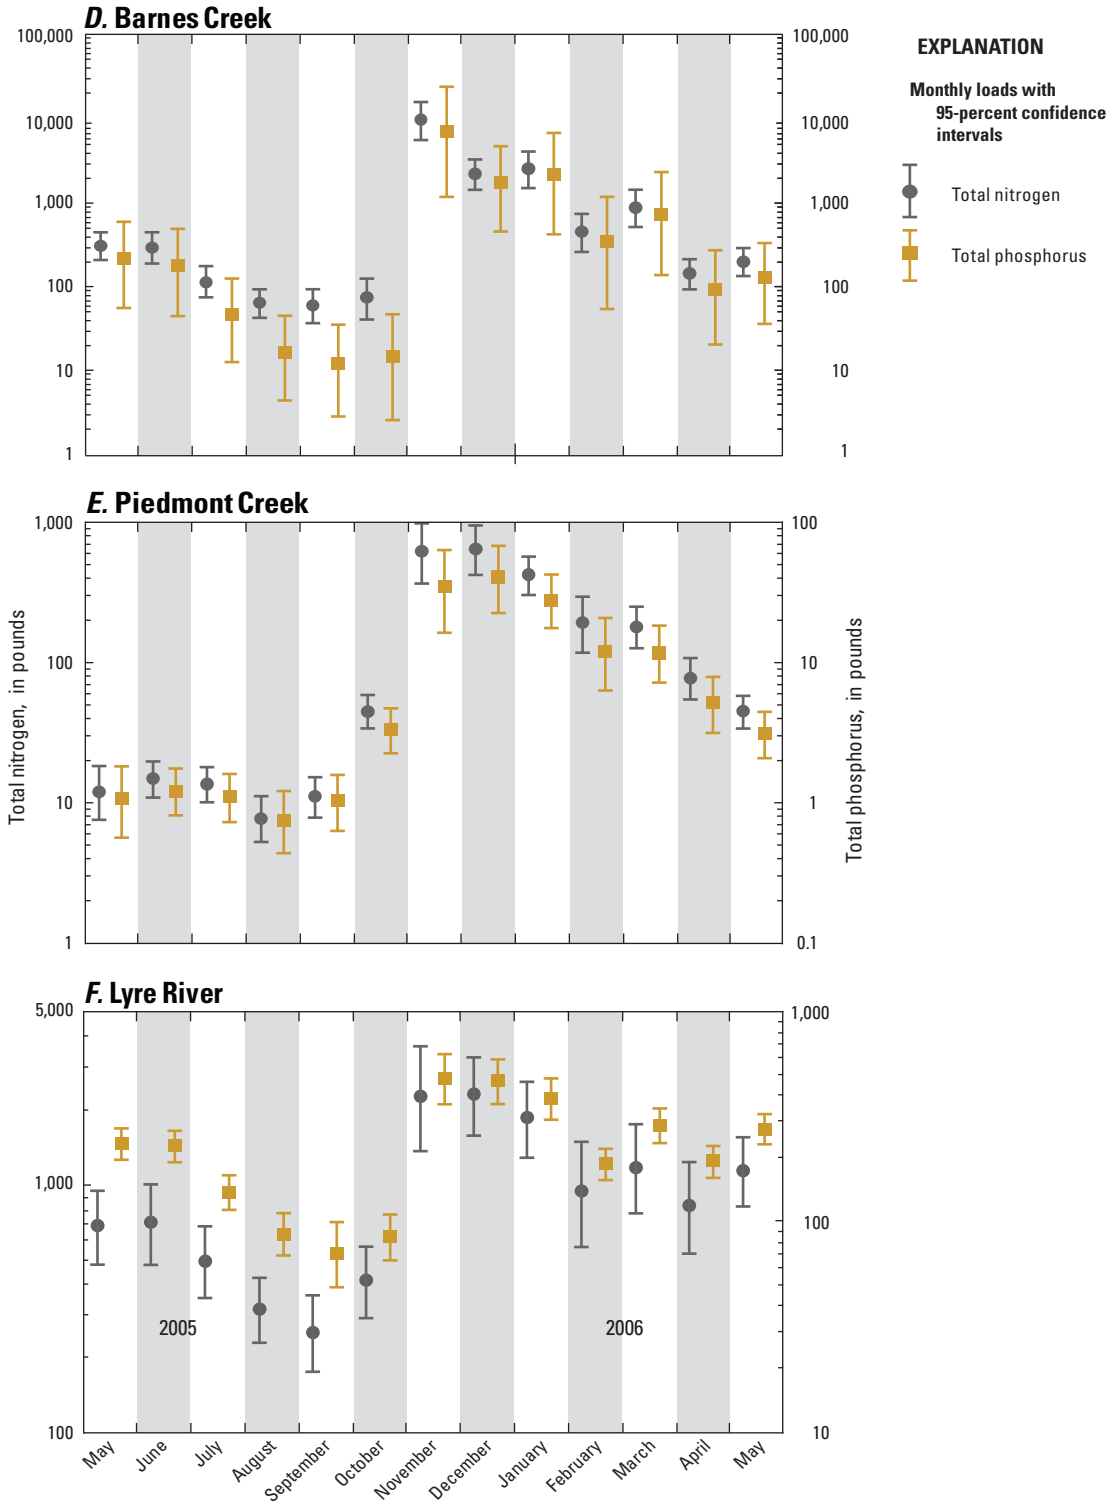 D. Barnes Creek
100,000
10,000
1,000
100
10
1
100,000
10,000
1,000
100
10
1
EXPLANATION
Monthly loads with
95-percent confidence
intervals
Total nitrogen
Total phosphorus
E. Piedmont Creek
1,000
100
10
1
100
10
1
0.1
Total nitrogen, in pounds
Total phosphorus, in pounds
F. Lyre River
5,000
1,000
100
1,000
100
10
2005
2006
May
June
July
August
September
October
November
December
January
February
March
April
May